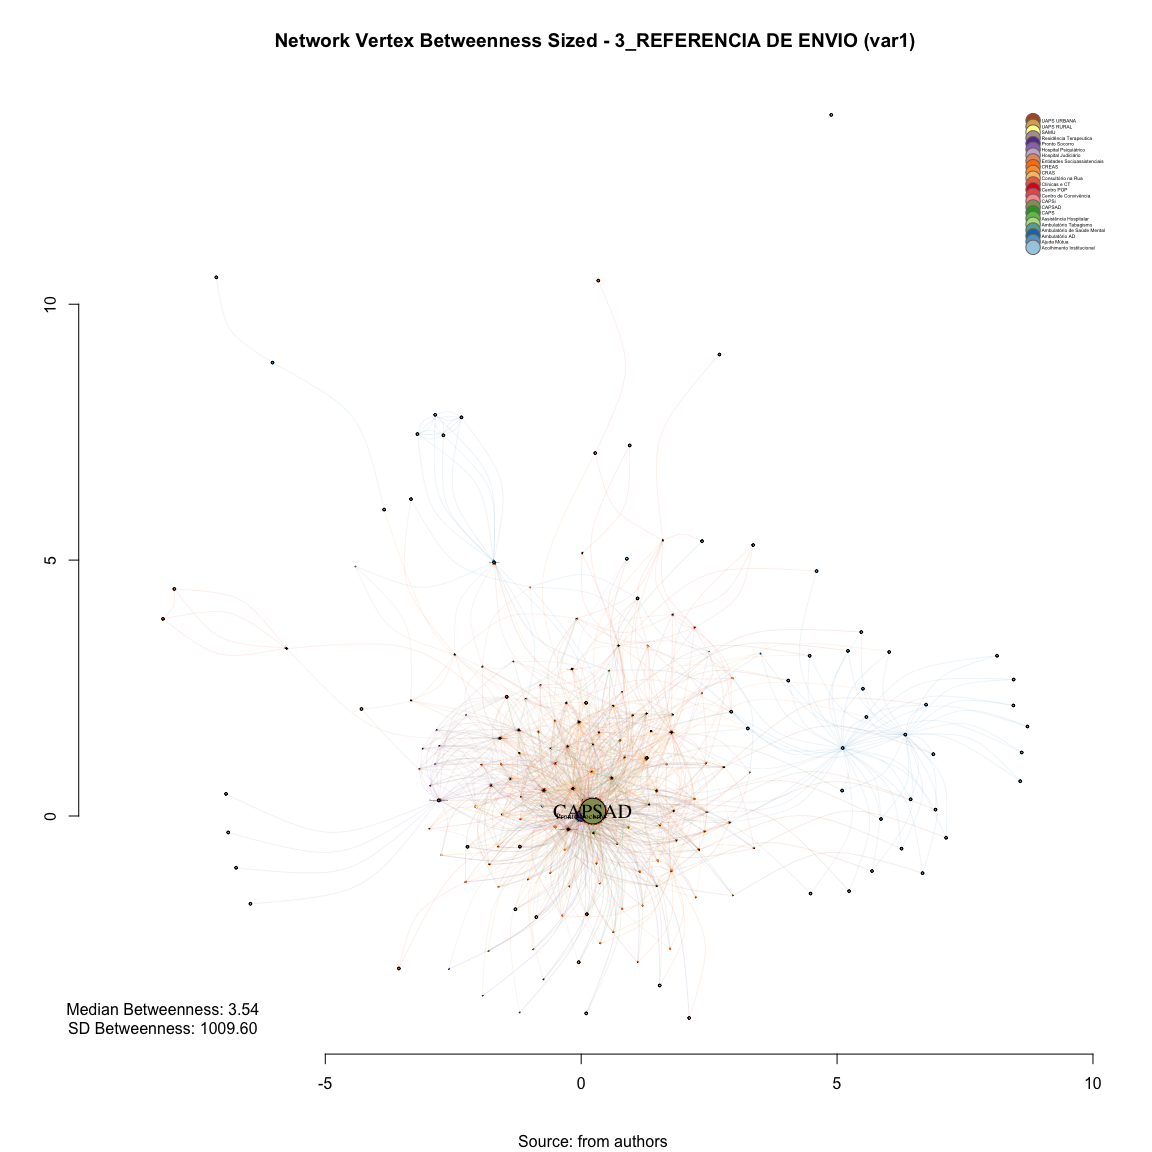 Network Vertex Betweenness Sized - 3_REFERENCIA DE ENVIO (var1)
UAPS URBANA
UAPS RURAL
SAMU
Residência Terapeutica
Pronto Socorro
Hospital Psiquiátrico
Hospital Judiciário
Entidades Socioassistenciais
CREAS
CRAS
Consultório na Rua
Clínicas e CT
Centro POP
Centro de Convivência
CAPSi
CAPSAD
CAPS
Assistência Hospitalar
Ambulatório Tabagismo
Ambulatório de Saúde Mental
Ambulatório AD
Ajuda Mútua
Acolhimento Institucional
10
5
0
CAPSAD
Median Betweenness: 3.54
SD Betweenness: 1009.60
-5 0 5 10
Source: from authors